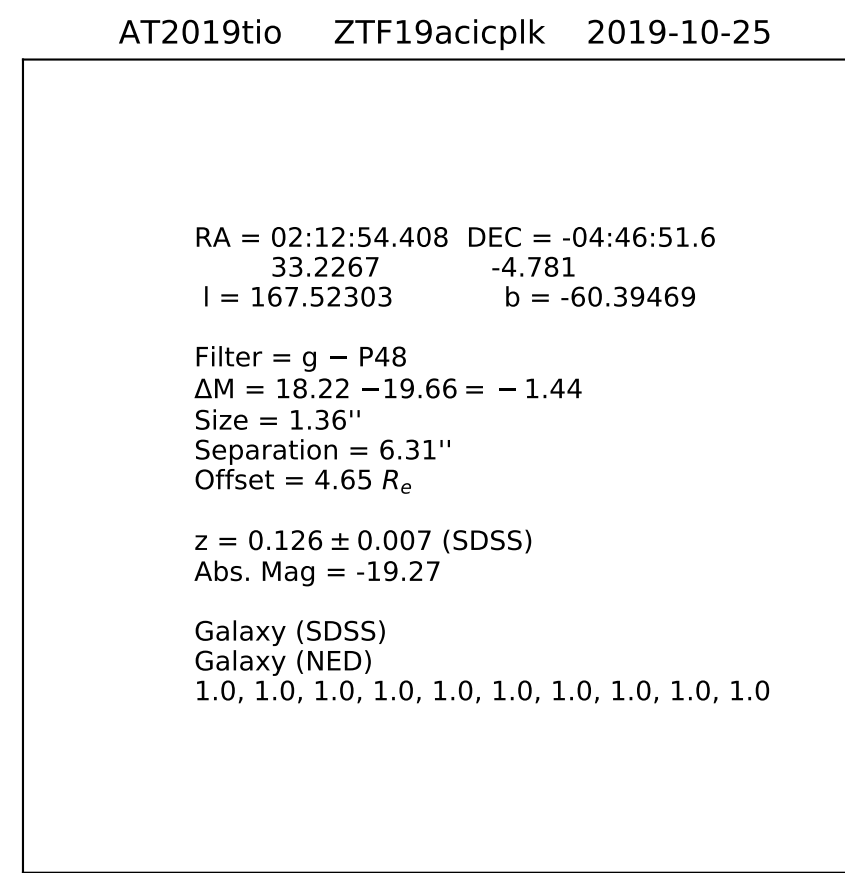 AT2019tio ZTF19acicplk 2019-10-25
RA = 02:12:54.408 DEC = -04:46:51.6
33.2267 -4.781
l = 167.52303 b = -60.39469
Filter = g − P48
ΔM = 18.22 −19.66 = − 1.44
Size = 1.36''
Separation = 6.31''
Offset = 4.65 Rₑ
z = 0.126 ± 0.007 (SDSS)
Abs. Mag = -19.27
Galaxy (SDSS)
Galaxy (NED)
1.0, 1.0, 1.0, 1.0, 1.0, 1.0, 1.0, 1.0, 1.0, 1.0